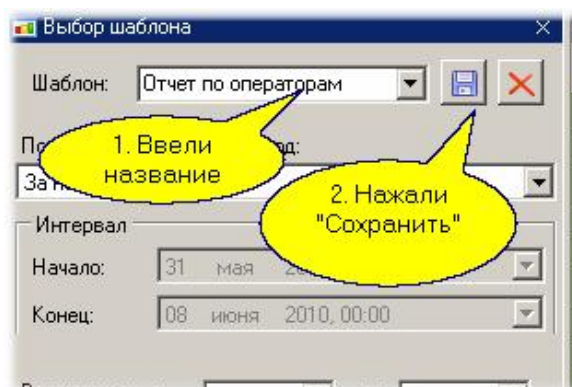 Выбор шаблона
Шаблон: Отчет по операторам
1. Ввели
название
2. Нажали
"Сохранить"
Интервал
Начало: 31 мая
Конец: 08 июня 2010, 00:00